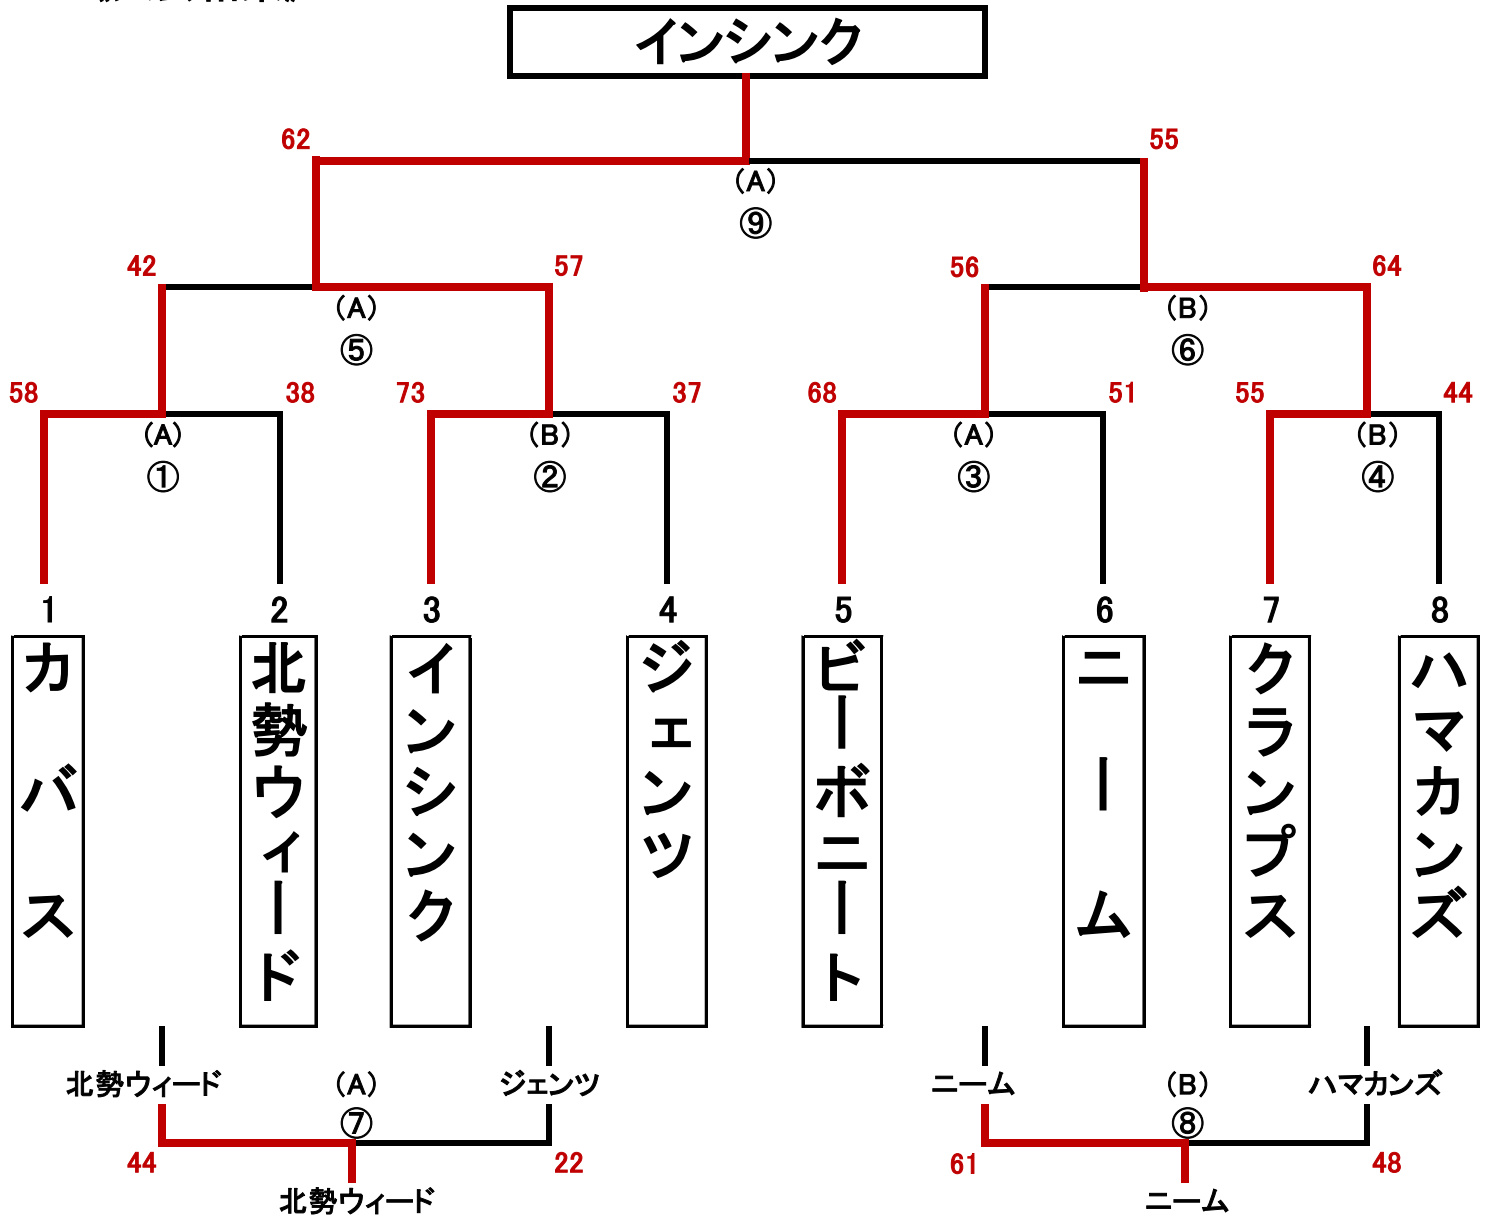 インシンク
62 55
(A)
⑨
42 57 56 64
(A) (B)
⑤ ⑥
58 38 73 37 68 51 55 44
(A) (B) (A) (B)
① ② ③ ④
1 2 3 4 5 6 7 8
カバス
北勢ウィード
インシンク
ジェンツ
ビーボニート
ニーム
クランプス
ハマカンズ
北勢ウィード (A) ジェンツ ニーム (B) ハマカンズ
⑦ ⑧
44 22 61 48
北勢ウィード ニーム